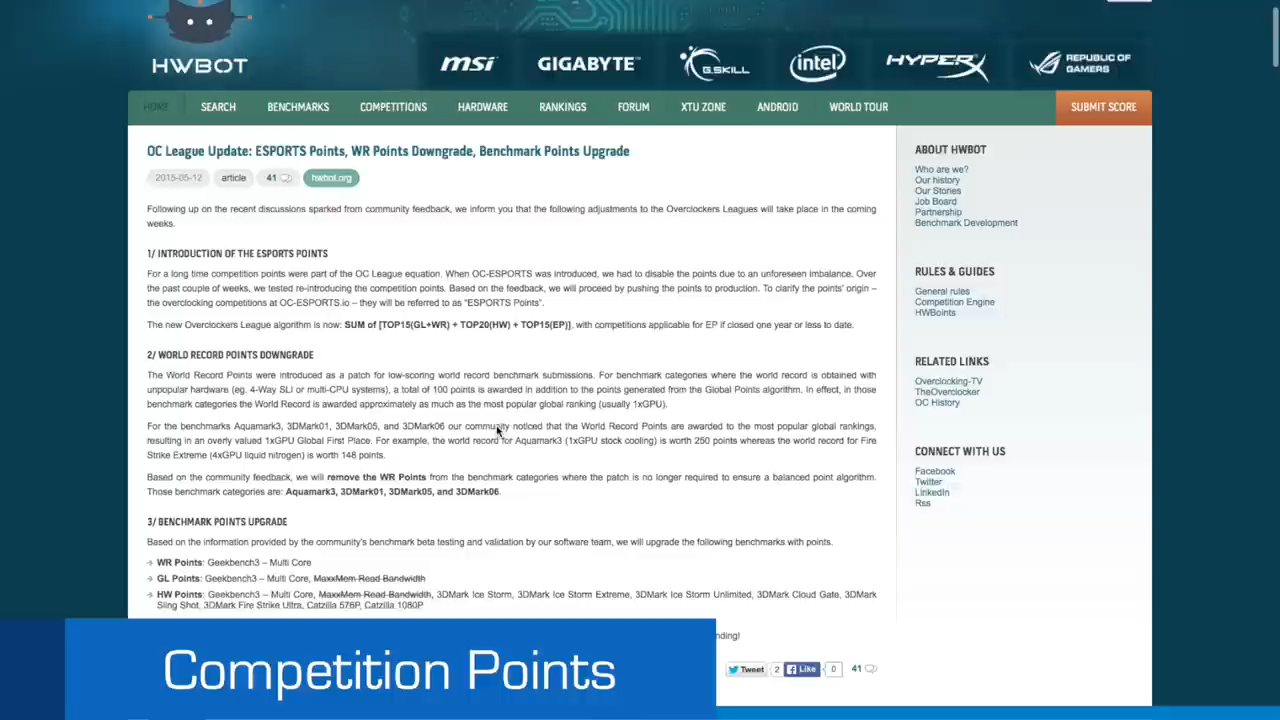 HWBOT
msi GIGABYTE G.SKILL intel HYPERX REPUBLIC OF GAMERS
HOME SEARCH BENCHMARKS COMPETITIONS HARDWARE RANKINGS FORUM XTU ZONE ANDROID WORLD TOUR SUBMIT SCORE
OC League Update: ESPORTS Points, WR Points Downgrade, Benchmark Points Upgrade
2015-05-12 article 41 hwbot.org
Following up on the recent discussions sparked from community feedback, we inform you that the following adjustments to the Overclockers Leagues will take place in the coming
weeks.
1/ INTRODUCTION OF THE ESPORTS POINTS
For a long time competition points were part of the OC League equation. When OC-ESPORTS was introduced, we had to disable the points due to an unforeseen imbalance. Over
the past couple of weeks, we tested re-introducing the competition points. Based on the feedback, we will proceed by pushing the points to production. To clarify the points' origin –
the overclocking competitions at OC-ESPORTS.io – they will be referred to as "ESPORTS Points".
The new Overclockers League algorithm is now: SUM of [TOP15(GL+WR) + TOP20(HW) + TOP15(EP)], with competitions applicable for EP if closed one year or less to date.
2/ WORLD RECORD POINTS DOWNGRADE
The World Record Points were introduced as a patch for low-scoring world record benchmark submissions. For benchmark categories where the world record is obtained with
unpopular hardware (eg. 4-Way SLI or multi-CPU systems), a total of 100 points is awarded in addition to the points generated from the Global Points algorithm. In effect, in those
benchmark categories the World Record is awarded approximately as much as the most popular global ranking (usually 1xGPU).
For the benchmarks Aquamark3, 3DMark01, 3DMark05, and 3DMark06 our community noticed that the World Record Points are awarded to the most popular global rankings,
resulting in an overly valued 1xGPU Global First Place. For example, the world record for Aquamark3 (1xGPU stock cooling) is worth 250 points whereas the world record for Fire
Strike Extreme (4xGPU liquid nitrogen) is worth 148 points.
Based on the community feedback, we will remove the WR Points from the benchmark categories where the patch is no longer required to ensure a balanced point algorithm.
Those benchmark categories are: Aquamark3, 3DMark01, 3DMark05, and 3DMark06.
3/ BENCHMARK POINTS UPGRADE
Based on the information provided by the community's benchmark beta testing and validation by our software team, we will upgrade the following benchmarks with points.
WR Points: Geekbench3 – Multi Core
GL Points: Geekbench3 – Multi Core, MaxxMem Read Bandwidth
HW Points: Geekbench3 – Multi Core, MaxxMem Read Bandwidth, 3DMark Ice Storm, 3DMark Ice Storm Extreme, 3DMark Ice Storm Unlimited, 3DMark Cloud Gate, 3DMark
Sling Shot, 3DMark Fire Strike Ultra, Catzilla 576P, Catzilla 1080P
nding!
Tweet 2 Like 0 41
ABOUT HWBOT
Who are we?
Our history
Our Stories
Job Board
Partnership
Benchmark Development
RULES & GUIDES
General rules
Competition Engine
HWBoints
RELATED LINKS
Overclocking-TV
TheOverclocker
OC History
CONNECT WITH US
Facebook
Twitter
LinkedIn
Rss
Competition Points